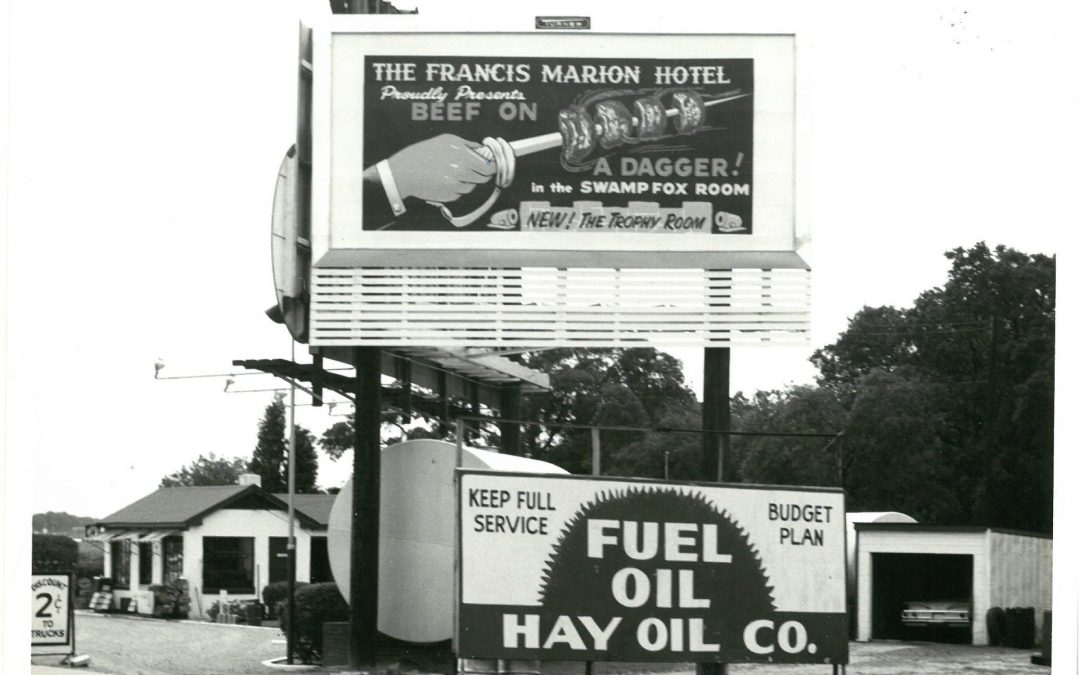 TURNER
THE FRANCIS MARION HOTEL
Proudly Presents
BEEF ON
A DAGGER!
in the SWAMP FOX ROOM
NEW! THE TROPHY ROOM
KEEP FULL
SERVICE
BUDGET
PLAN
FUEL
OIL
HAY OIL CO.
DISCOUNT
2¢
TO
TRUCKS